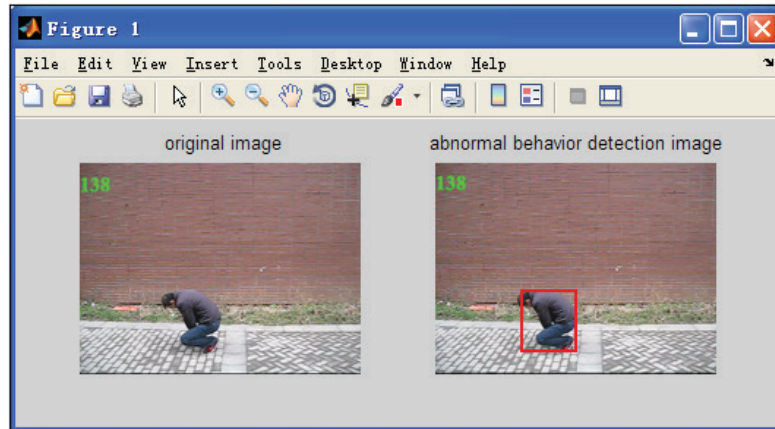 Figure 1
File Edit View Insert Tools Desktop Window Help
original image
abnormal behavior detection image
138
138